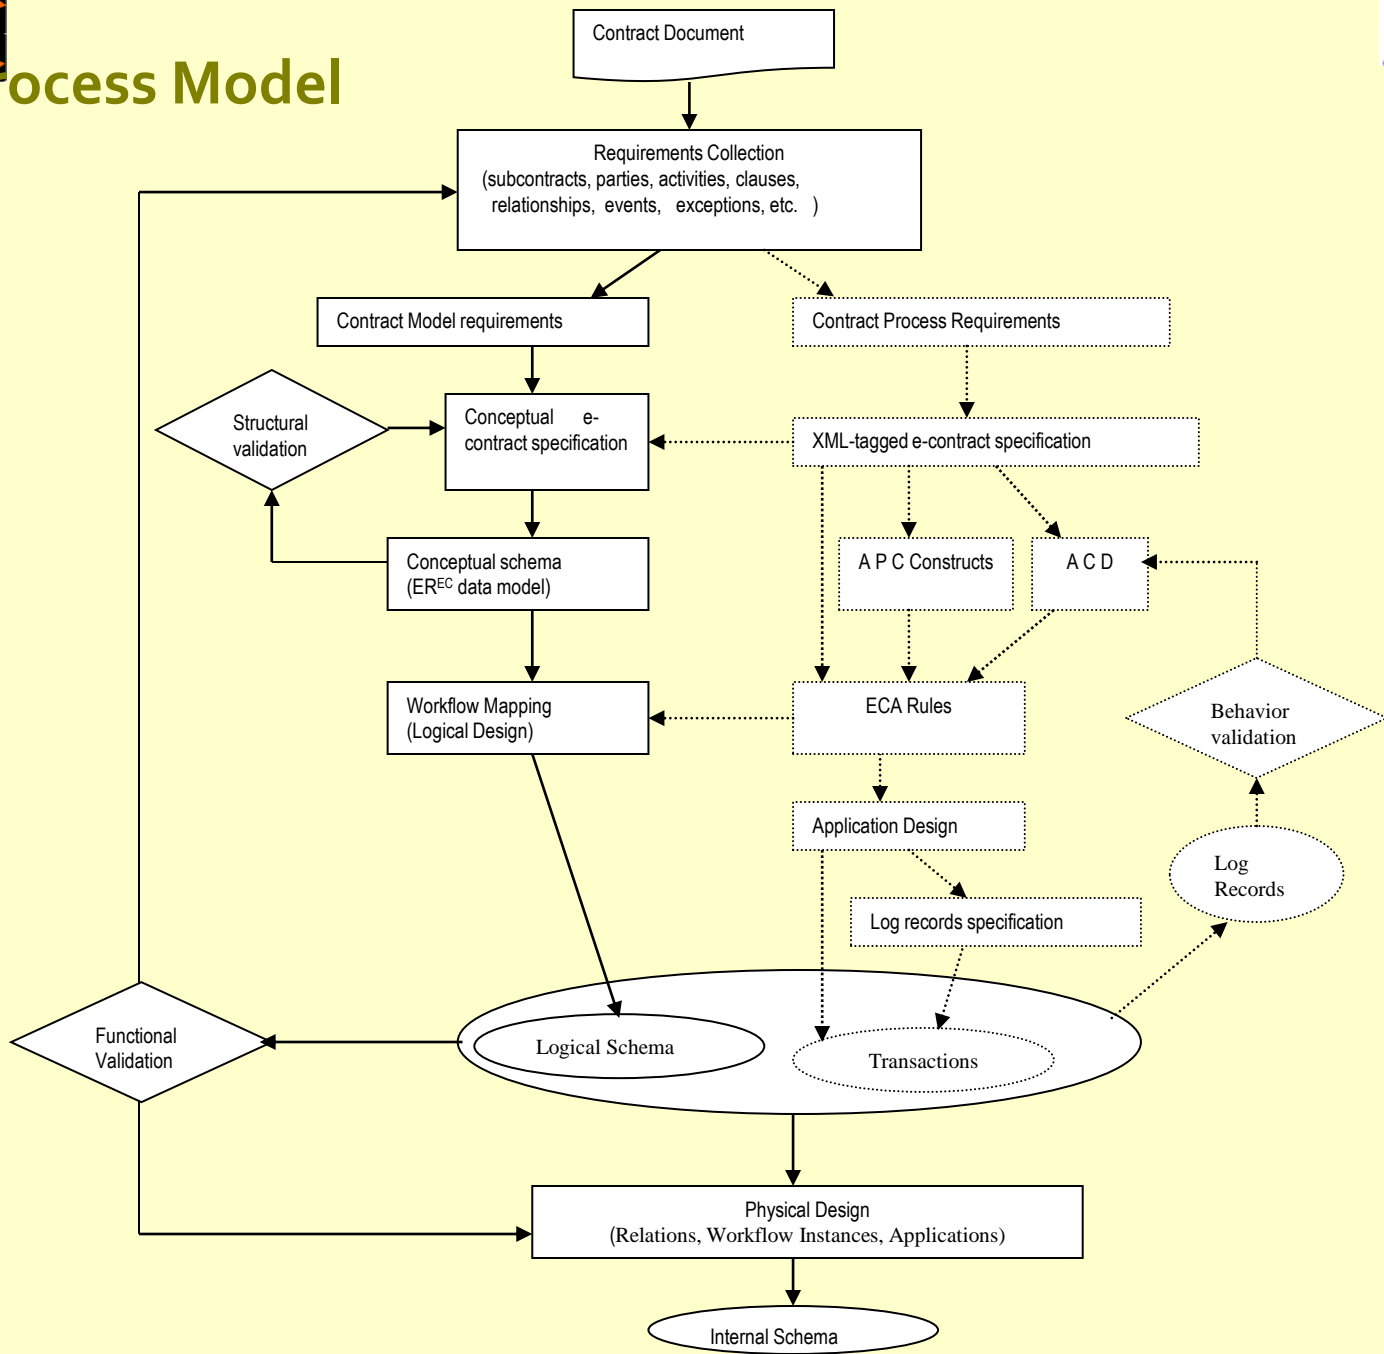 Contract Document
ocess Model
Requirements Collection
(subcontracts, parties, activities, clauses,
relationships, events, exceptions, etc. )
Contract Model requirements
Contract Process Requirements
Structural
validation
Conceptual e-
contract specification
XML-tagged e-contract specification
Conceptual schema
(ER^EC data model)
A P C Constructs
A C D
Workflow Mapping
(Logical Design)
ECA Rules
Behavior
validation
Application Design
Log
Records
Log records specification
Functional
Validation
Logical Schema
Transactions
Physical Design
(Relations, Workflow Instances, Applications)
Internal Schema